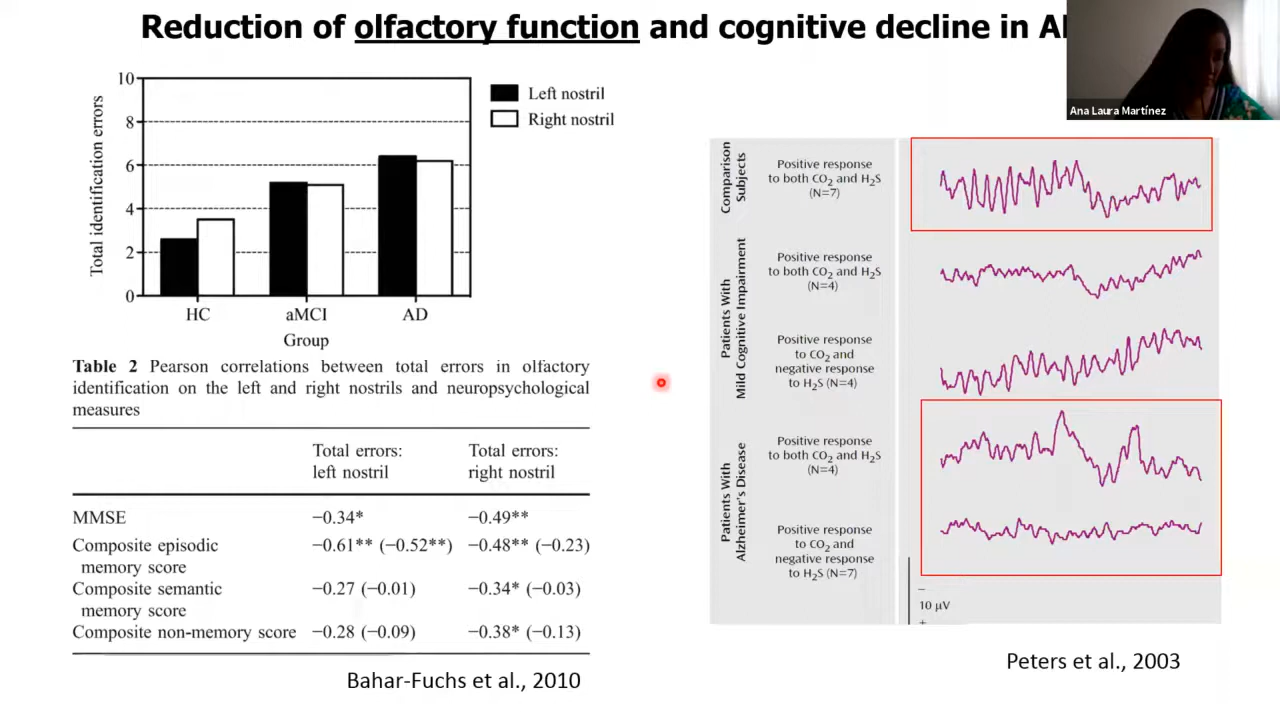 Reduction of olfactory function and cognitive decline in
Ana Laura Martínez
Total identification errors
10
8
6
4
2
0
HC
aMCI
AD
Group
Left nostril
Right nostril
Table 2 Pearson correlations between total errors in olfactory
identification on the left and right nostrils and neuropsychological
measures
Total errors:
left nostril
Total errors:
right nostril
MMSE −0.34* −0.49**
Composite episodic −0.61** (−0.52**) −0.48** (−0.23)
memory score
Composite semantic −0.27 (−0.01) −0.34* (−0.03)
memory score
Composite non-memory score −0.28 (−0.09) −0.38* (−0.13)
Bahar-Fuchs et al., 2010
Comparison
Subjects
Positive response
to both CO₂ and H₂S
(N=7)
Patients With
Mild Cognitive Impairment
Positive response
to both CO₂ and H₂S
(N=4)
Positive response
to CO₂ and
negative response
to H₂S (N=4)
Patients With
Alzheimer's Disease
Positive response
to both CO₂ and H₂S
(N=4)
Positive response
to CO₂ and
negative response
to H₂S (N=7)
−
10 µV
+
Peters et al., 2003